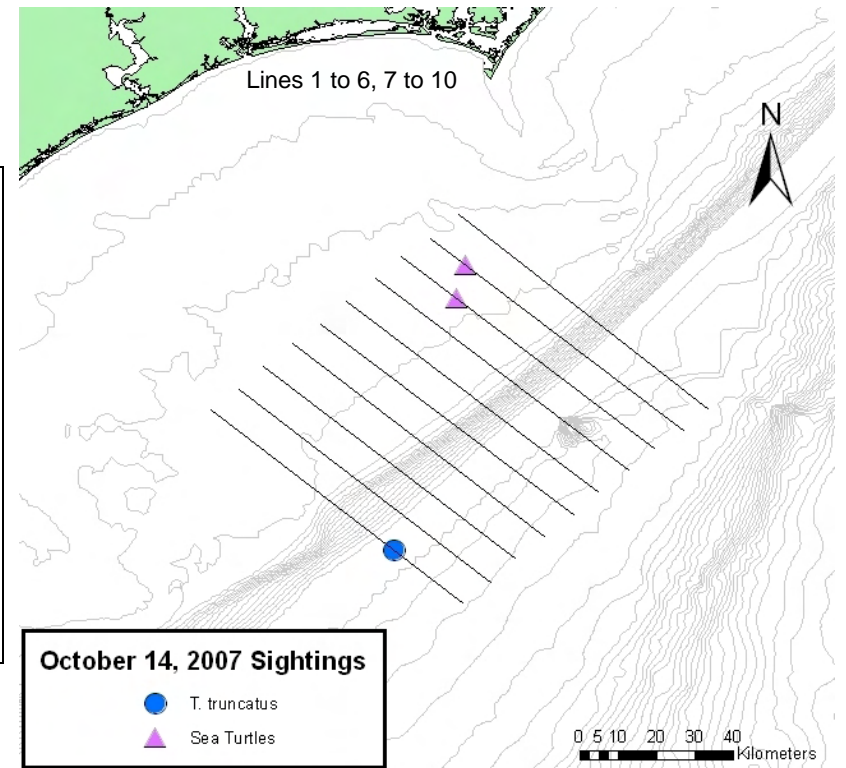 Lines 1 to 6, 7 to 10
N
October 14, 2007 Sightings
T. truncatus
Sea Turtles
0 5 10 20 30 40
Kilometers